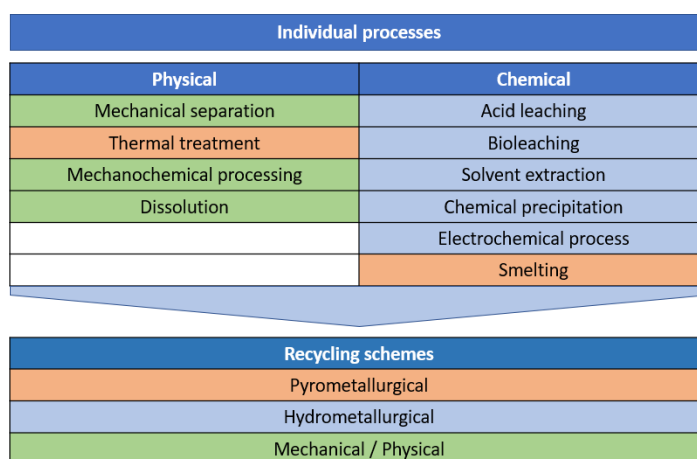 Individual processes
Physical Chemical
Mechanical separation Acid leaching
Thermal treatment Bioleaching
Mechanochemical processing Solvent extraction
Dissolution Chemical precipitation
Electrochemical process
Smelting
Recycling schemes
Pyrometallurgical
Hydrometallurgical
Mechanical / Physical